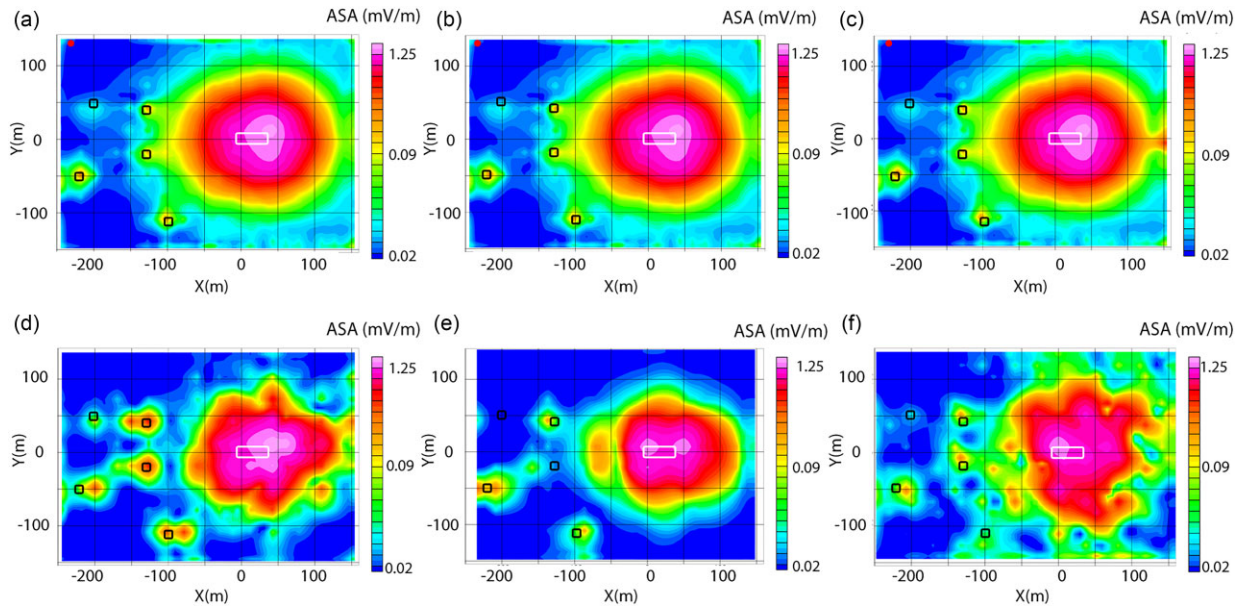 (a) ASA (mV/m) (b) ASA (mV/m) (c) ASA (mV/m)
1.25 1.25 1.25
100 100 100
Y(m) 0 0.09 Y(m) 0 0.09 Y(m) 0 0.09
-100 -100 -100
0.02 0.02 0.02
-200 -100 0 100 -200 -100 0 100 -200 -100 0 100
X(m) X(m) X(m)
(d) ASA (mV/m) (e) ASA (mV/m) (f) ASA (mV/m)
1.25 1.25 1.25
100 100 100
Y(m) 0 0.09 Y(m) 0 0.09 Y(m) 0 0.09
-100 -100 -100
0.02 0.02 0.02
-200 -100 0 100 -200 -100 0 100 -200 -100 0 100
X(m) X(m) X(m)